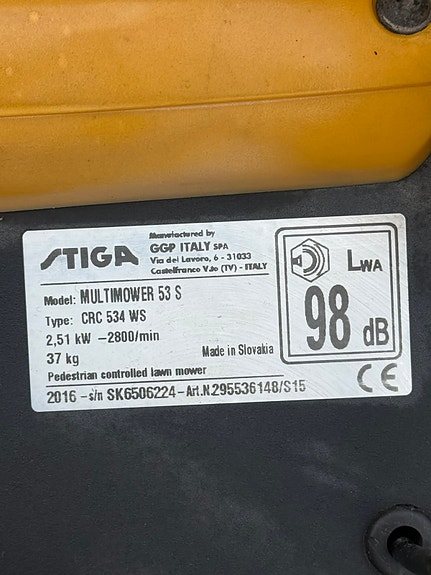 Manufactured by
STIGA
GGP ITALY SPA
Via del Lavoro, 6 - 31033
Castelfranco V.to (TV) - ITALY
Model: MULTIMOWER 53 S
Type: CRC 534 WS
2,51 kW -2800/min
37 kg
Made in Slovakia
Pedestrian controlled lawn mower
2016 -s/n SK6506224-Art.N.295536148/S15
LWA
98 dB
CE